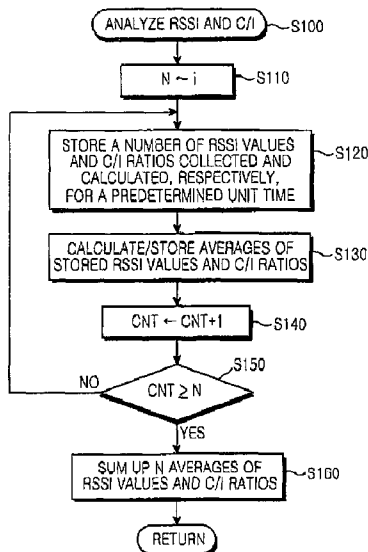 ANALYZE RSSI AND C/I
S100
N ~ i
S110
STORE A NUMBER OF RSSI VALUES
AND C/I RATIOS COLLECTED AND
CALCULATED, RESPECTIVELY,
FOR A PREDETERMINED UNIT TIME
S120
CALCULATE/STORE AVERAGES OF
STORED RSSI VALUES AND C/I RATIOS
S130
CNT ← CNT+1
S140
S150
NO
CNT ≥ N
YES
SUM UP N AVERAGES OF
RSSI VALUES AND C/I RATIOS
S160
RETURN